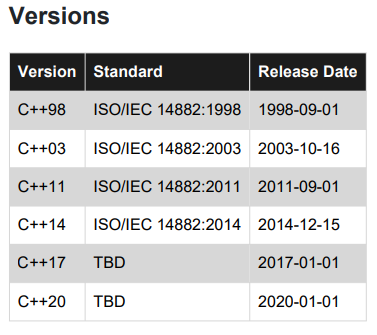 Versions
Version Standard Release Date
C++98 ISO/IEC 14882:1998 1998-09-01
C++03 ISO/IEC 14882:2003 2003-10-16
C++11 ISO/IEC 14882:2011 2011-09-01
C++14 ISO/IEC 14882:2014 2014-12-15
C++17 TBD 2017-01-01
C++20 TBD 2020-01-01